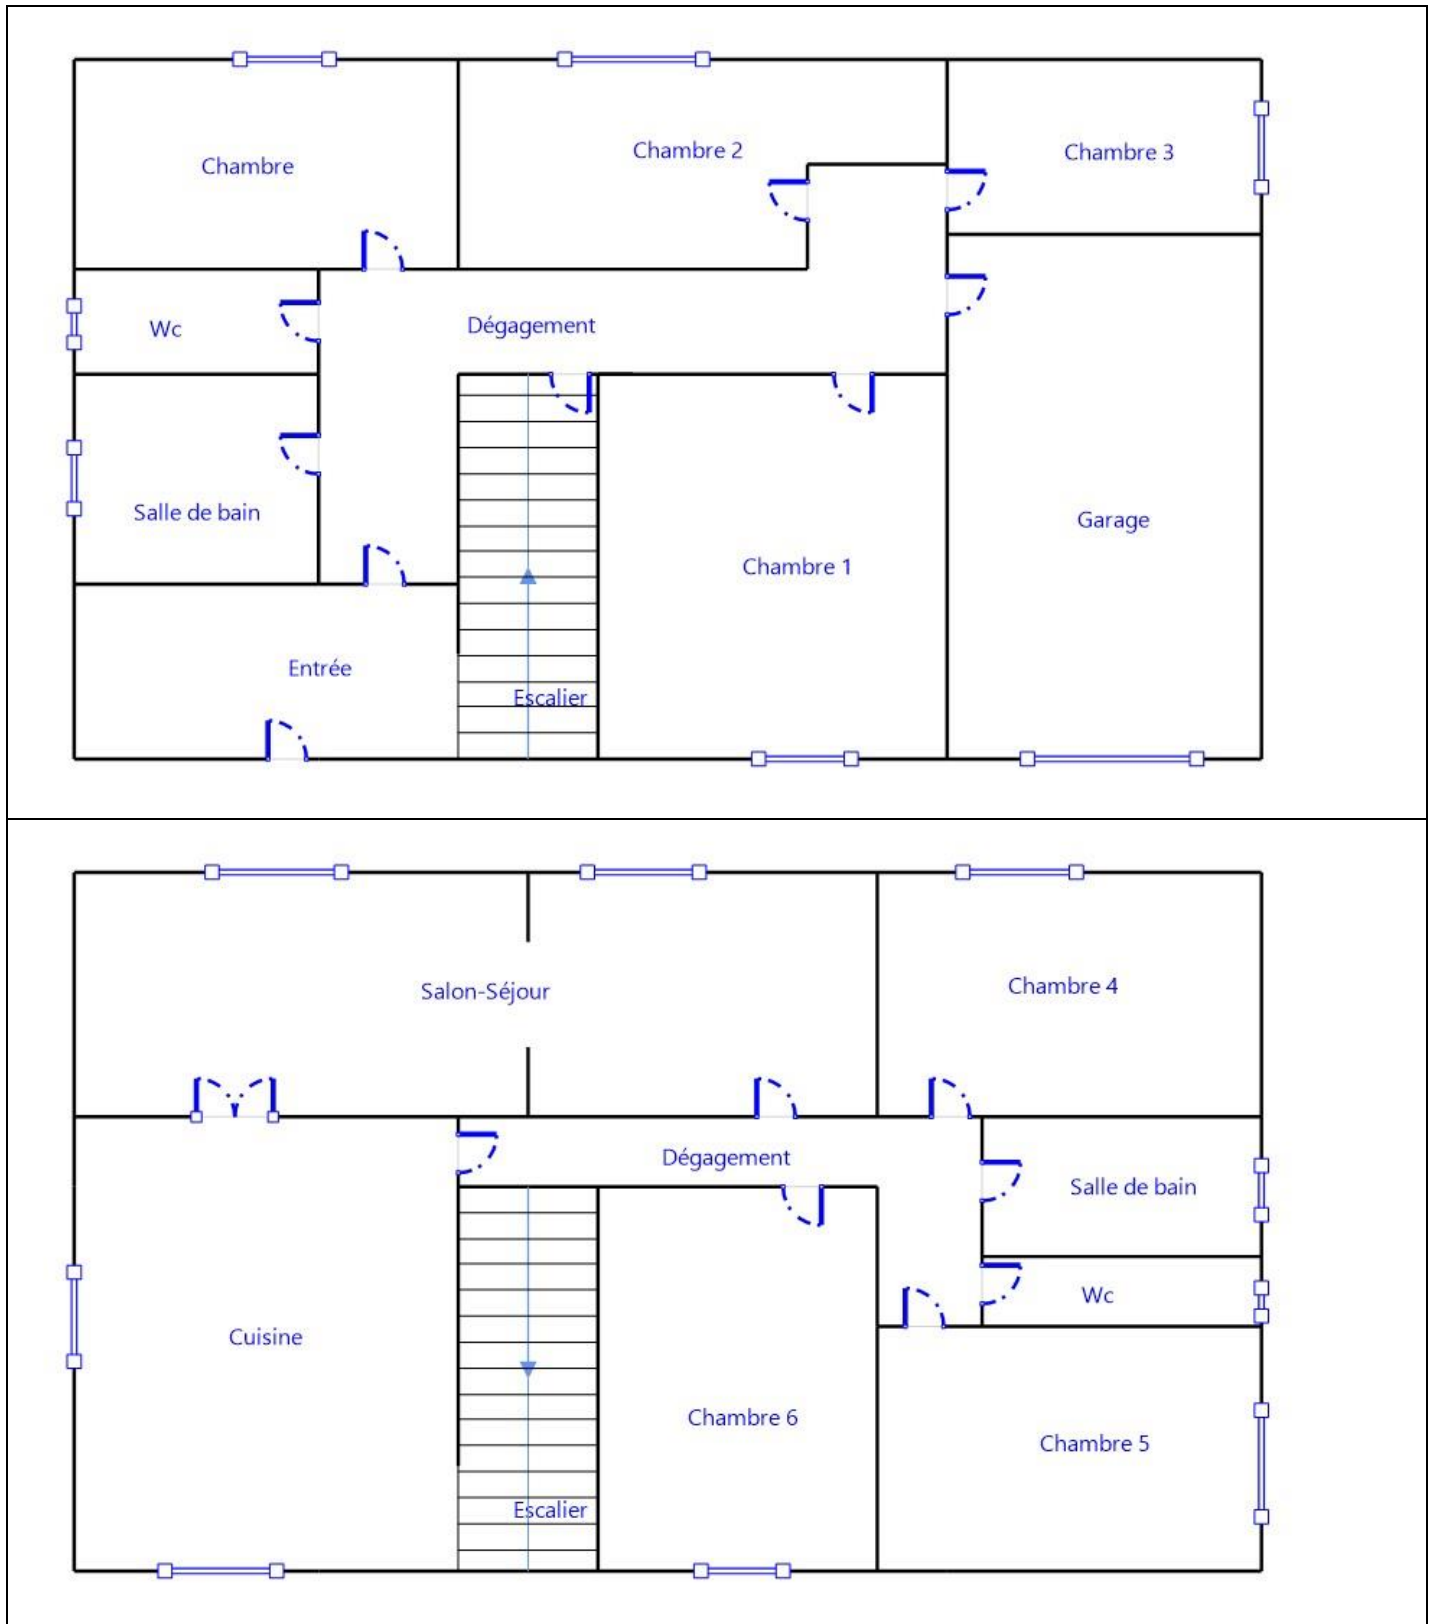 Chambre
Chambre 2
Chambre 3
Wc
Dégagement
Salle de bain
Garage
Chambre 1
Entrée
Escalier
Salon-Séjour
Chambre 4
Dégagement
Salle de bain
Wc
Cuisine
Chambre 6
Chambre 5
Escalier